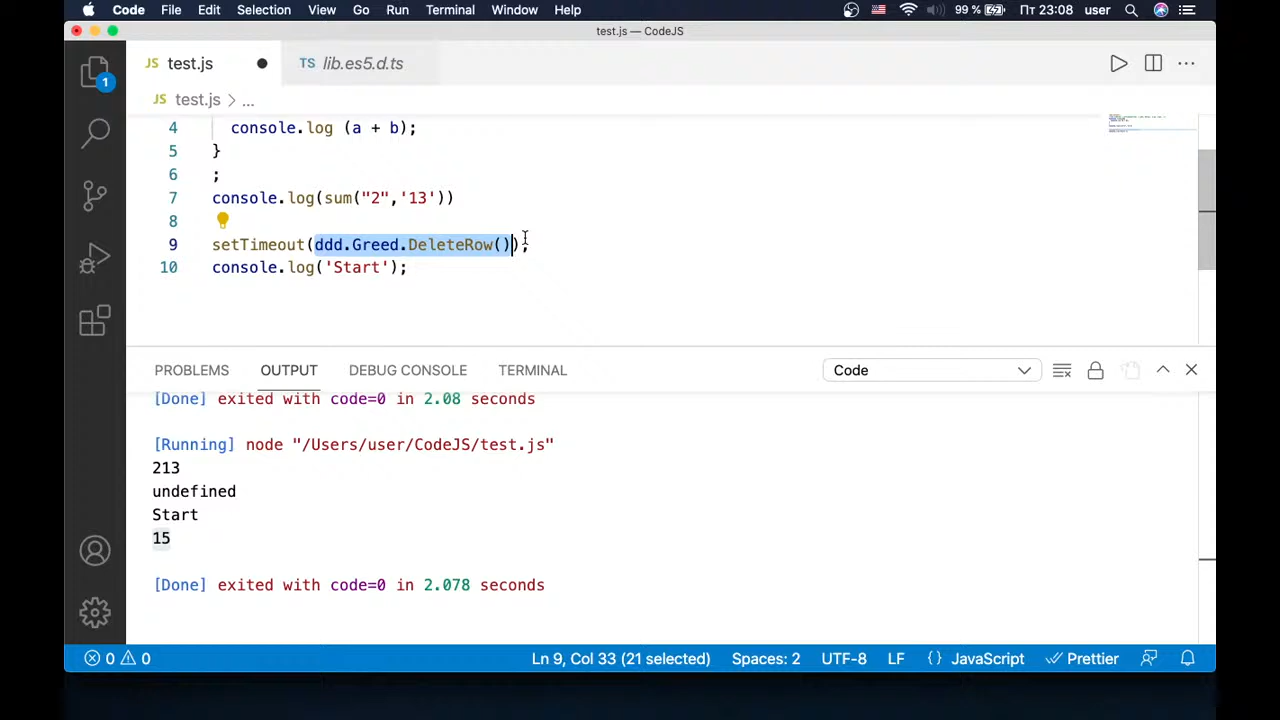 Code File Edit Selection View Go Run Terminal Window Help 99 % Пт 23:08 user
test.js — CodeJS
JS test.js TS lib.es5.d.ts
1
JS test.js > ...
4 console.log (a + b);
5 }
6 ;
7 console.log(sum("2",'13'))
8
9 setTimeout(ddd.Greed.DeleteRow());
10 console.log('Start');
PROBLEMS OUTPUT DEBUG CONSOLE TERMINAL Code
[Done] exited with code=0 in 2.08 seconds
[Running] node "/Users/user/CodeJS/test.js"
213
undefined
Start
15
[Done] exited with code=0 in 2.078 seconds
0 0 Ln 9, Col 33 (21 selected) Spaces: 2 UTF-8 LF {} JavaScript Prettier